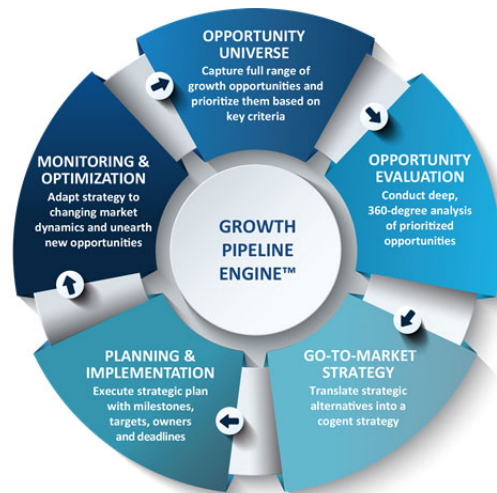 OPPORTUNITY
UNIVERSE
Capture full range of
growth opportunities and
prioritize them based on
key criteria
OPPORTUNITY
EVALUATION
Conduct deep,
360-degree analysis
of prioritized
opportunities
GO-TO-MARKET
STRATEGY
Translate strategic
alternatives into a
cogent strategy
PLANNING &
IMPLEMENTATION
Execute strategic plan
with milestones,
targets, owners
and deadlines
MONITORING &
OPTIMIZATION
Adapt strategy to
changing market
dynamics and unearth
new opportunities
GROWTH
PIPELINE
ENGINE™